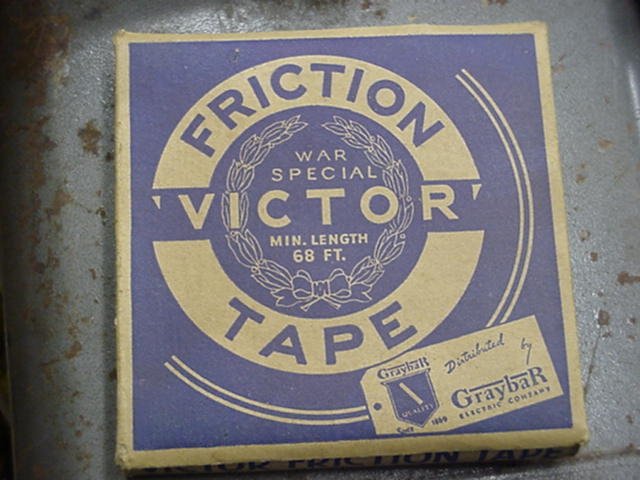 FRICTION
WAR
SPECIAL
'VICTOR'
MIN. LENGTH
68 FT.
TAPE
GraybaR
QUALITY
Since 1869
Distributed by
GraybaR
ELECTRIC COMPANY
VICTOR FRICTION TAPE